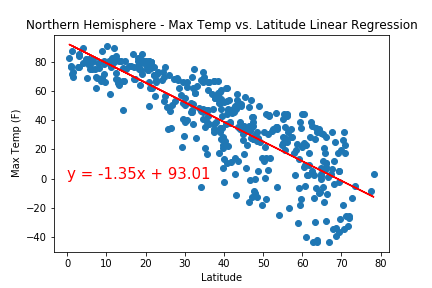 Northern Hemisphere - Max Temp vs. Latitude Linear Regression
Max Temp (F)
80
60
40
20
0
−20
−40
y = -1.35x + 93.01
0 10 20 30 40 50 60 70 80
Latitude